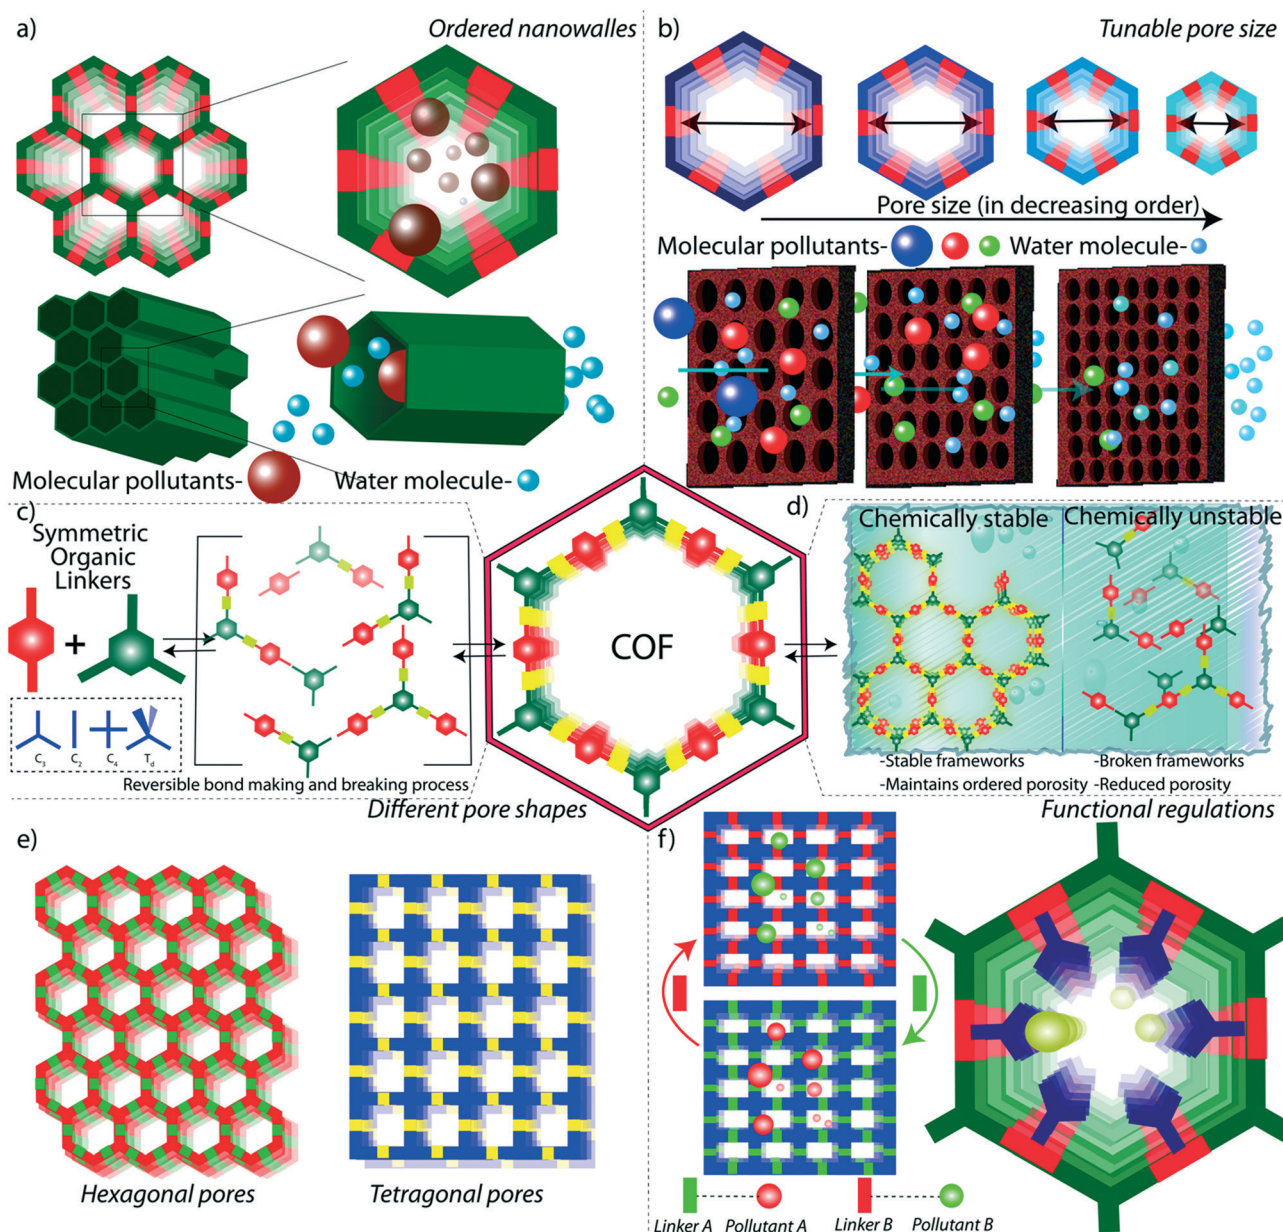 a)
Ordered nanowalles
Molecular pollutants-
Water molecule-
b)
Tunable pore size
Pore size (in decreasing order)
Molecular pollutants-
Water molecule-
c)
Symmetric
Organic
Linkers
+
C3
C2
C4
Td
Reversible bond making and breaking process
COF
d)
Chemically stable
Chemically unstable
-Stable frameworks
-Maintains ordered porosity
-Broken frameworks
-Reduced porosity
Different pore shapes
e)
Hexagonal pores
Tetragonal pores
Functional regulations
f)
Linker A
Pollutant A
Linker B
Pollutant B